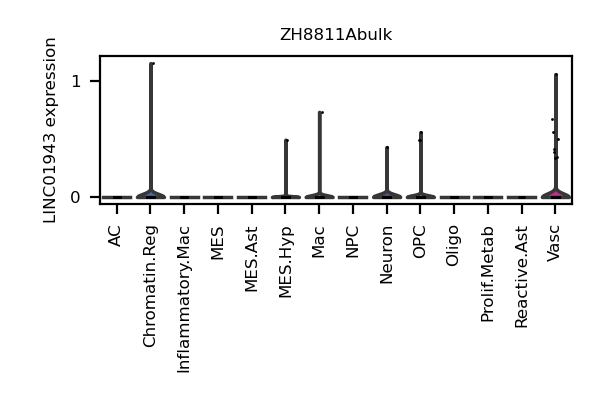 ZH8811Abulk
LINC01943 expression
1
0
AC
Chromatin.Reg
Inflammatory.Mac
MES
MES.Ast
MES.Hyp
Mac
NPC
Neuron
OPC
Oligo
Prolif.Metab
Reactive.Ast
Vasc